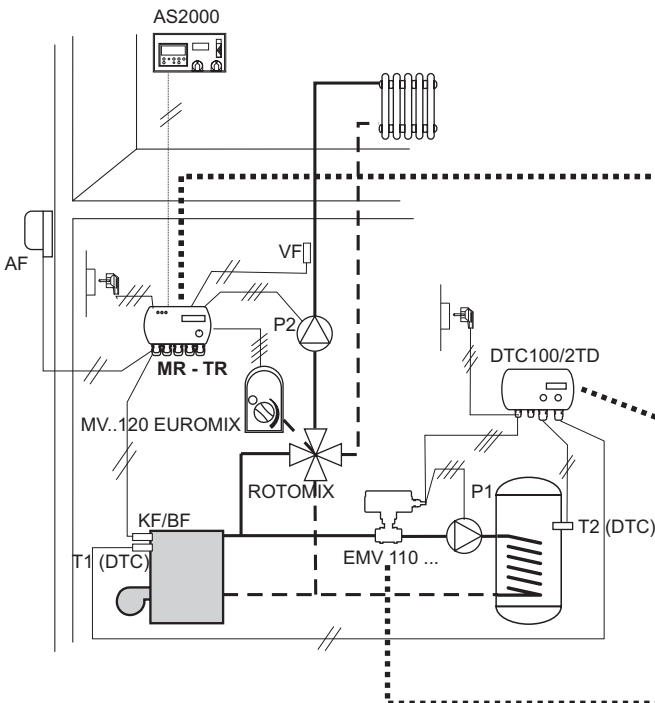 AS2000
AF
VF
P2
MR - TR
DTC100/2TD
MV..120 EUROMIX
ROTOMIX
P1
KF/BF
T2 (DTC)
T1 (DTC)
EMV 110 ...